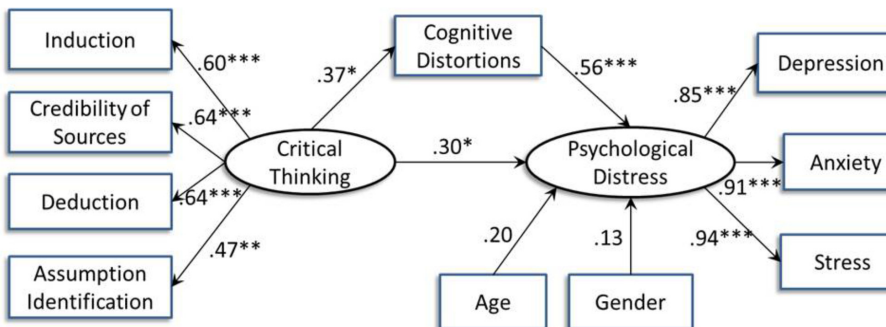 Induction
Credibility of
Sources
Deduction
Assumption
Identification
.60***
.64***
.64***
.47**
Critical
Thinking
.37*
Cognitive
Distortions
.56***
.30*
Psychological
Distress
.20
.13
Age
Gender
.85***
.91***
.94***
Depression
Anxiety
Stress